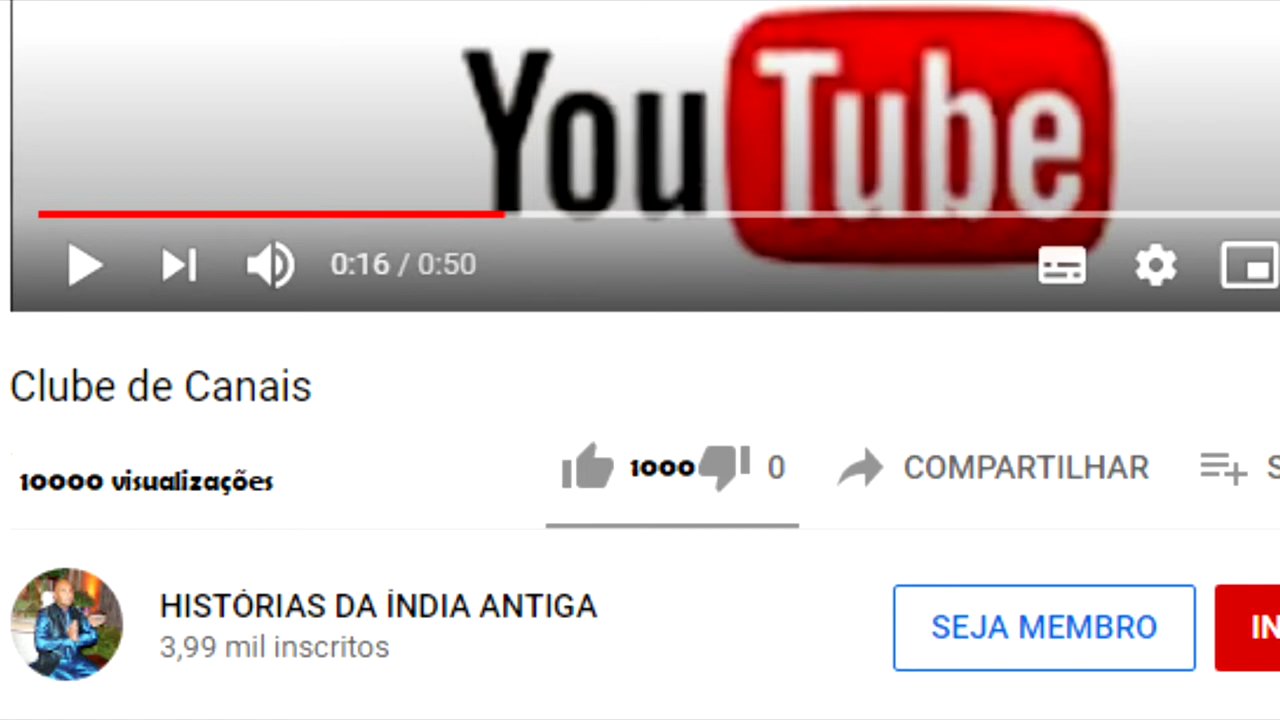 YouTube
0:16 / 0:50
Clube de Canais
10000 visualizações
1000 0 COMPARTILHAR S
HISTÓRIAS DA ÍNDIA ANTIGA
3,99 mil inscritos
SEJA MEMBRO IN